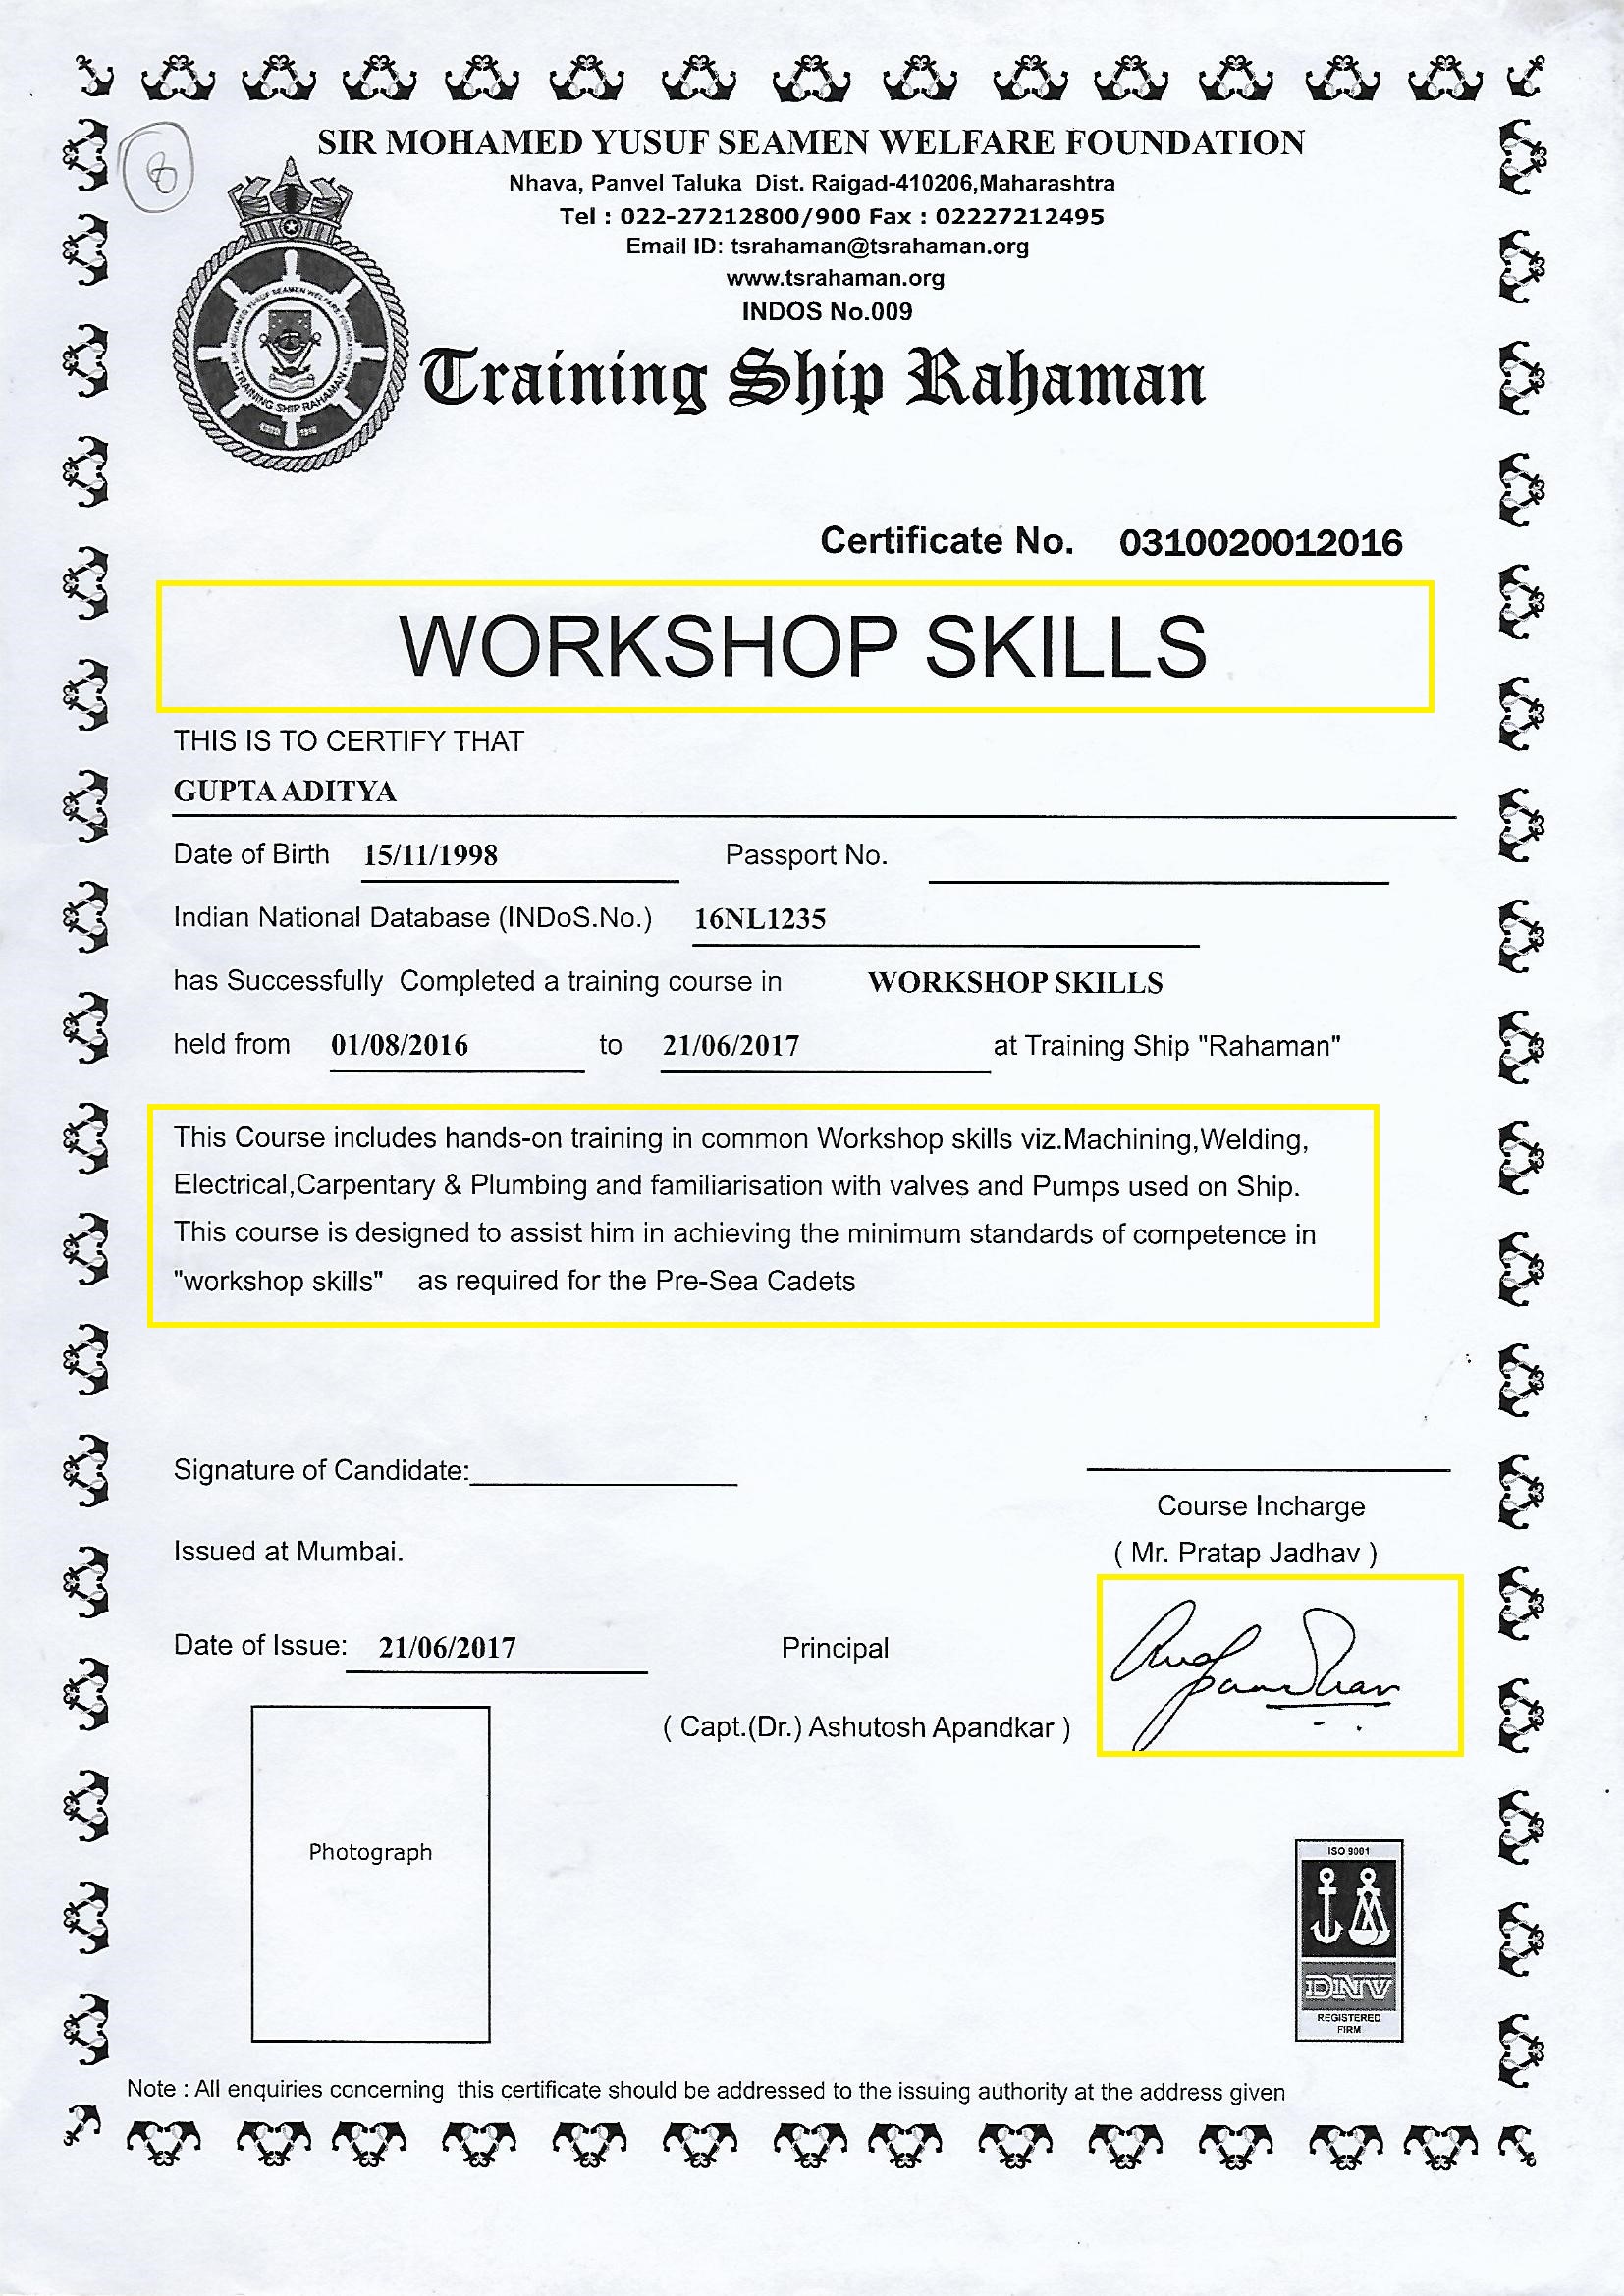 8
SIR MOHAMED YUSUF SEAMEN WELFARE FOUNDATION
Nhava, Panvel Taluka Dist. Raigad-410206,Maharashtra
Tel : 022-27212800/900 Fax : 02227212495
Email ID: tsrahaman@tsrahaman.org
www.tsrahaman.org
INDOS No.009
SIR MOHAMED YUSUF SEAMEN WELFARE FOUNDATION
TRAINING SHIP RAHAMAN
Training Ship Rahaman
Certificate No. 0310020012016
WORKSHOP SKILLS
THIS IS TO CERTIFY THAT
GUPTA ADITYA
Date of Birth 15/11/1998 Passport No.
Indian National Database (INDoS.No.) 16NL1235
has Successfully Completed a training course in WORKSHOP SKILLS
held from 01/08/2016 to 21/06/2017 at Training Ship "Rahaman"
This Course includes hands-on training in common Workshop skills viz.Machining,Welding,
Electrical,Carpentary & Plumbing and familiarisation with valves and Pumps used on Ship.
This course is designed to assist him in achieving the minimum standards of competence in
"workshop skills" as required for the Pre-Sea Cadets
Signature of Candidate:
Course Incharge
Issued at Mumbai.
( Mr. Pratap Jadhav )
Date of Issue: 21/06/2017 Principal
( Capt.(Dr.) Ashutosh Apandkar )
Photograph
ISO 9001
DNV
REGISTERED
FIRM
Note : All enquiries concerning this certificate should be addressed to the issuing authority at the address given